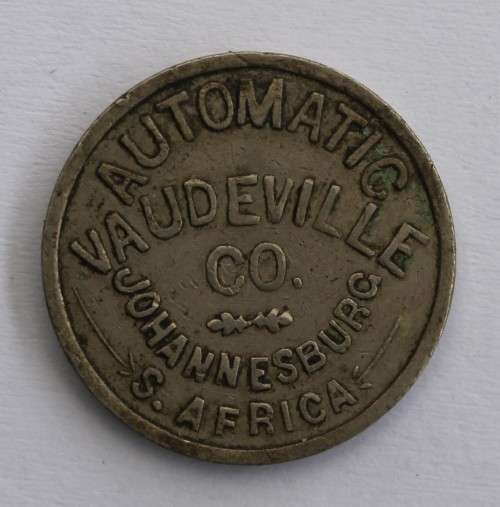 AUTOMATIC
VAUDEVILLE
CO.
JOHANNESBURG
S. AFRICA